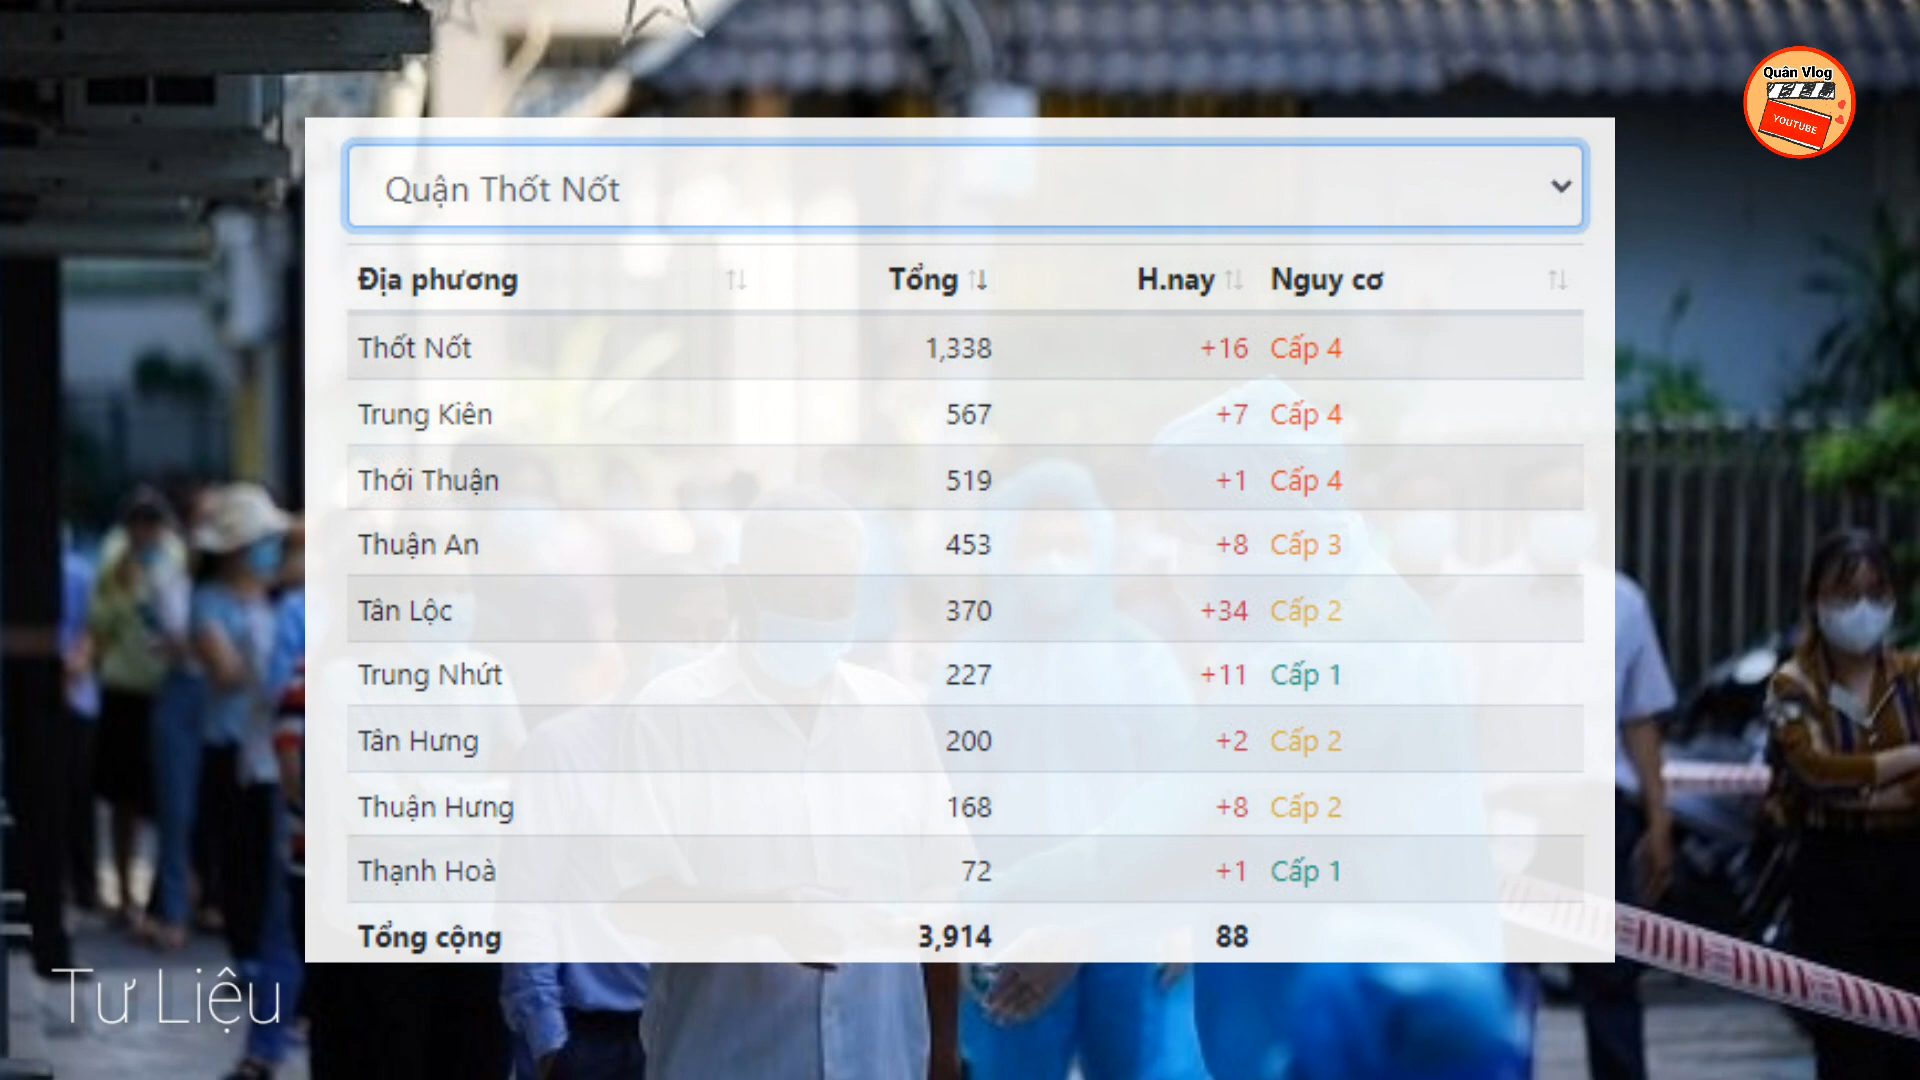 Quân Vlog
YOUTUBE
Quận Thốt Nốt
Địa phương Tổng H.nay Nguy cơ
Thốt Nốt 1,338 +16 Cấp 4
Trung Kiên 567 +7 Cấp 4
Thới Thuận 519 +1 Cấp 4
Thuận An 453 +8 Cấp 3
Tân Lộc 370 +34 Cấp 2
Trung Nhứt 227 +11 Cấp 1
Tân Hưng 200 +2 Cấp 2
Thuận Hưng 168 +8 Cấp 2
Thạnh Hoà 72 +1 Cấp 1
Tổng cộng 3,914 88
Tư Liệu